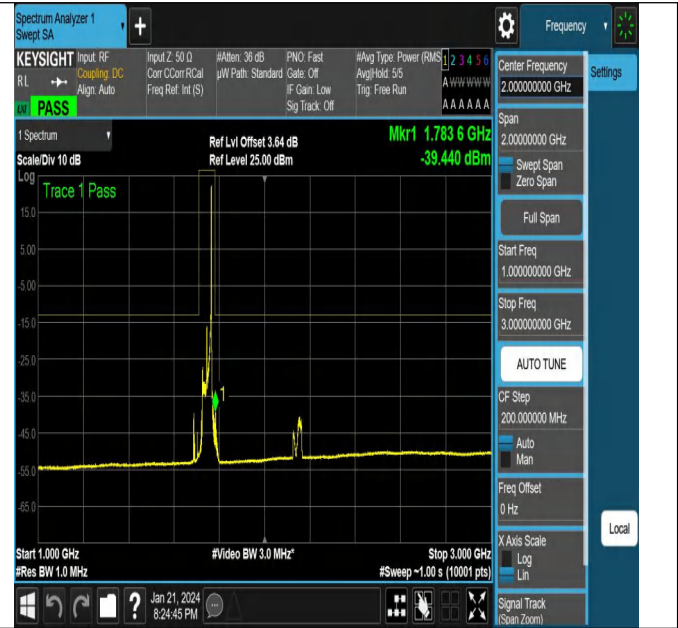 Spectrum Analyzer 1
Swept SA
Frequency
KEYSIGHT
Input: RF
Coupling: DC
Align: Auto
Input Z: 50 Ω
Corr CCorr RCal
Freq Ref: Int (S)
#Atten: 36 dB
µW Path: Standard
PNO: Fast
Gate: Off
IF Gain: Low
Sig Track: Off
#Avg Type: Power (RMS
Avg|Hold: 5/5
Trig: Free Run
1 2 3 4 5 6
A W W W W W
A A A A A A
RL
LXI PASS
1 Spectrum
Scale/Div 10 dB
Ref Lvl Offset 3.64 dB
Ref Level 25.00 dBm
Mkr1 1.783 6 GHz
-39.440 dBm
Log
Trace 1 Pass
15.0
5.00
-5.00
-15.0
-25.0
-35.0
-45.0
-55.0
-65.0
1
Start 1.000 GHz
#Res BW 1.0 MHz
#Video BW 3.0 MHz*
Stop 3.000 GHz
#Sweep ~1.00 s (10001 pts)
Center Frequency
2.000000000 GHz
Settings
Span
2.00000000 GHz
Swept Span
Zero Span
Full Span
Start Freq
1.000000000 GHz
Stop Freq
3.000000000 GHz
AUTO TUNE
CF Step
200.000000 MHz
Auto
Man
Freq Offset
0 Hz
X Axis Scale
Log
Lin
Local
Signal Track
(Span Zoom)
Jan 21, 2024
8:24:45 PM